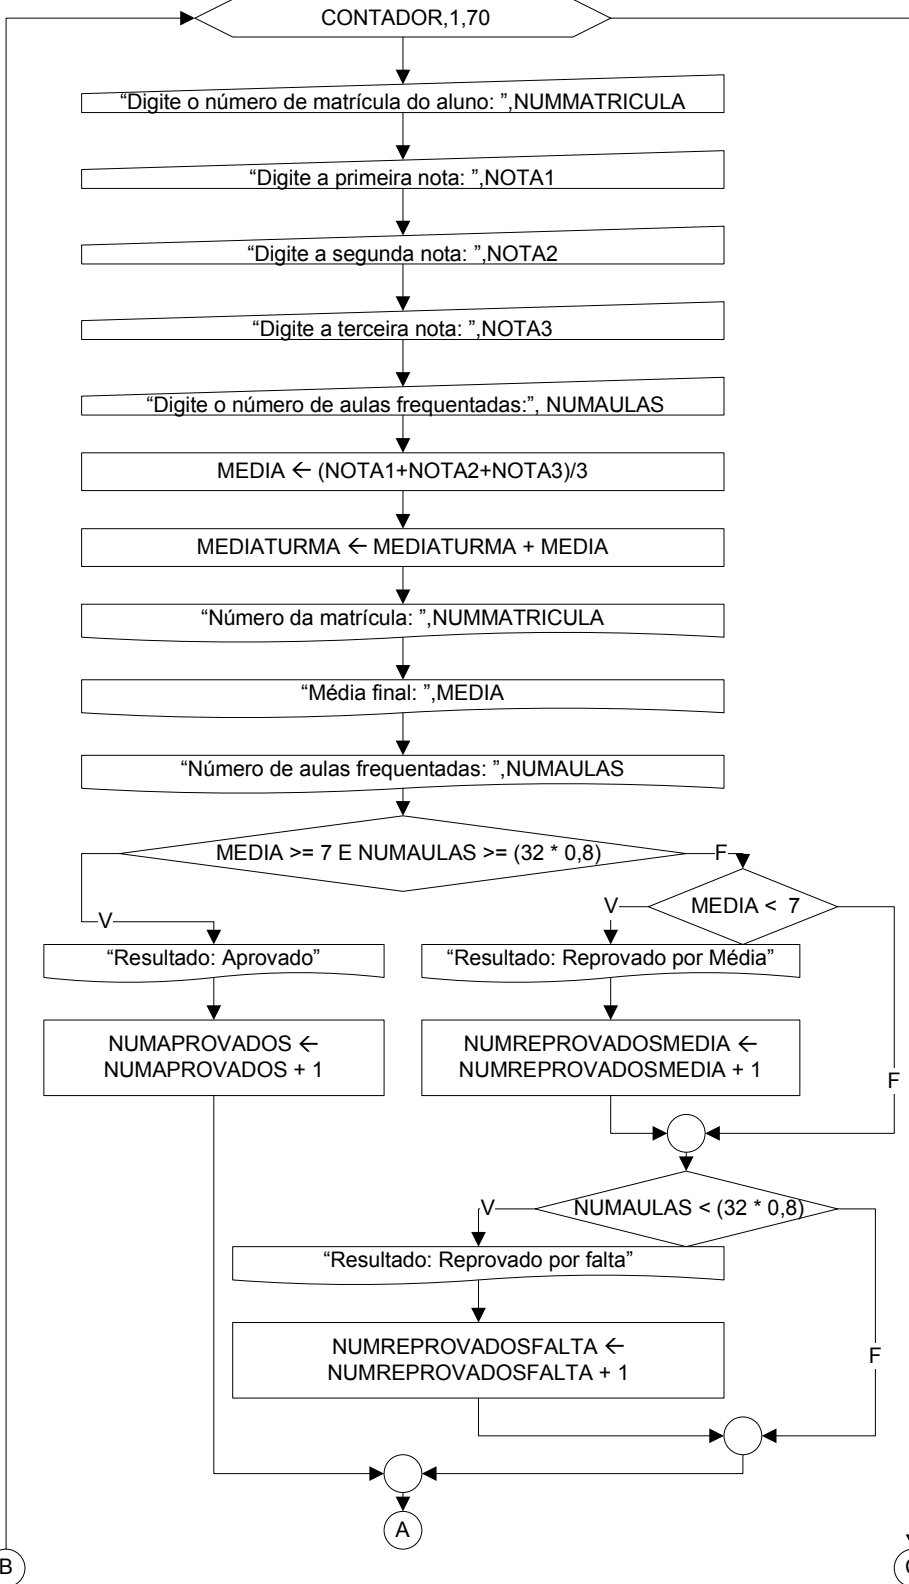 CONTADOR,1,70
“Digite o número de matrícula do aluno: ”,NUMMATRICULA
“Digite a primeira nota: ”,NOTA1
“Digite a segunda nota: ”,NOTA2
“Digite a terceira nota: ”,NOTA3
“Digite o número de aulas frequentadas:”, NUMAULAS
MEDIA ← (NOTA1+NOTA2+NOTA3)/3
MEDIATURMA ← MEDIATURMA + MEDIA
“Número da matrícula: ”,NUMMATRICULA
“Média final: ”,MEDIA
“Número de aulas frequentadas: ”,NUMAULAS
MEDIA >= 7 E NUMAULAS >= (32 * 0,8)
F
V
MEDIA < 7
V
“Resultado: Aprovado”
“Resultado: Reprovado por Média”
NUMAPROVADOS ←
NUMAPROVADOS + 1
NUMREPROVADOSMEDIA ←
NUMREPROVADOSMEDIA + 1
F
NUMAULAS < (32 * 0,8)
V
“Resultado: Reprovado por falta”
NUMREPROVADOSFALTA ←
NUMREPROVADOSFALTA + 1
F
A
B